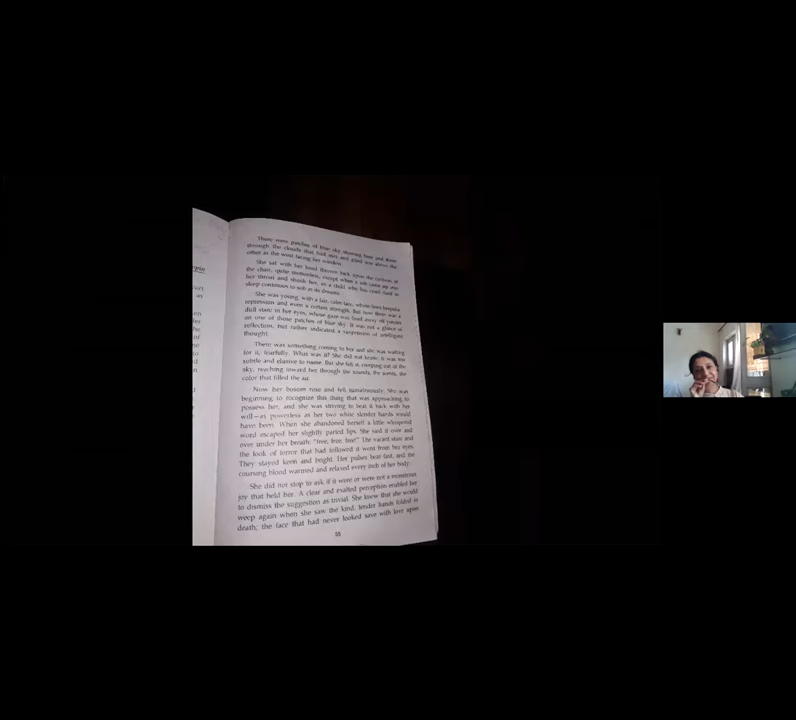 There were patches of blue sky showing here and there
through the clouds that had met and piled one above the
other in the west facing her window.
She sat with her head thrown back upon the cushion of
the chair, quite motionless, except when a sob came up into
her throat and shook her, as a child who has cried itself to
sleep continues to sob in its dreams.
She was young, with a fair, calm face, whose lines bespoke
repression and even a certain strength. But now there was a
dull stare in her eyes, whose gaze was fixed away off yonder
on one of those patches of blue sky. It was not a glance of
reflection, but rather indicated a suspension of intelligent
thought.
There was something coming to her and she was waiting
for it, fearfully. What was it? She did not know; it was too
subtle and elusive to name. But she felt it, creeping out of the
sky, reaching toward her through the sounds, the scents, the
color that filled the air.
Now her bosom rose and fell tumultuously. She was
beginning to recognize this thing that was approaching to
possess her, and she was striving to beat it back with her
will—as powerless as her two white slender hands would
have been. When she abandoned herself a little whispered
word escaped her slightly parted lips. She said it over and
over under her breath: "free, free, free!" The vacant stare and
the look of terror that had followed it went from her eyes.
They stayed keen and bright. Her pulses beat fast, and the
coursing blood warmed and relaxed every inch of her body.
She did not stop to ask if it were or were not a monstrous
joy that held her. A clear and exalted perception enabled her
to dismiss the suggestion as trivial. She knew that she would
weep again when she saw the kind, tender hands folded in
death; the face that had never looked save with love upon
55